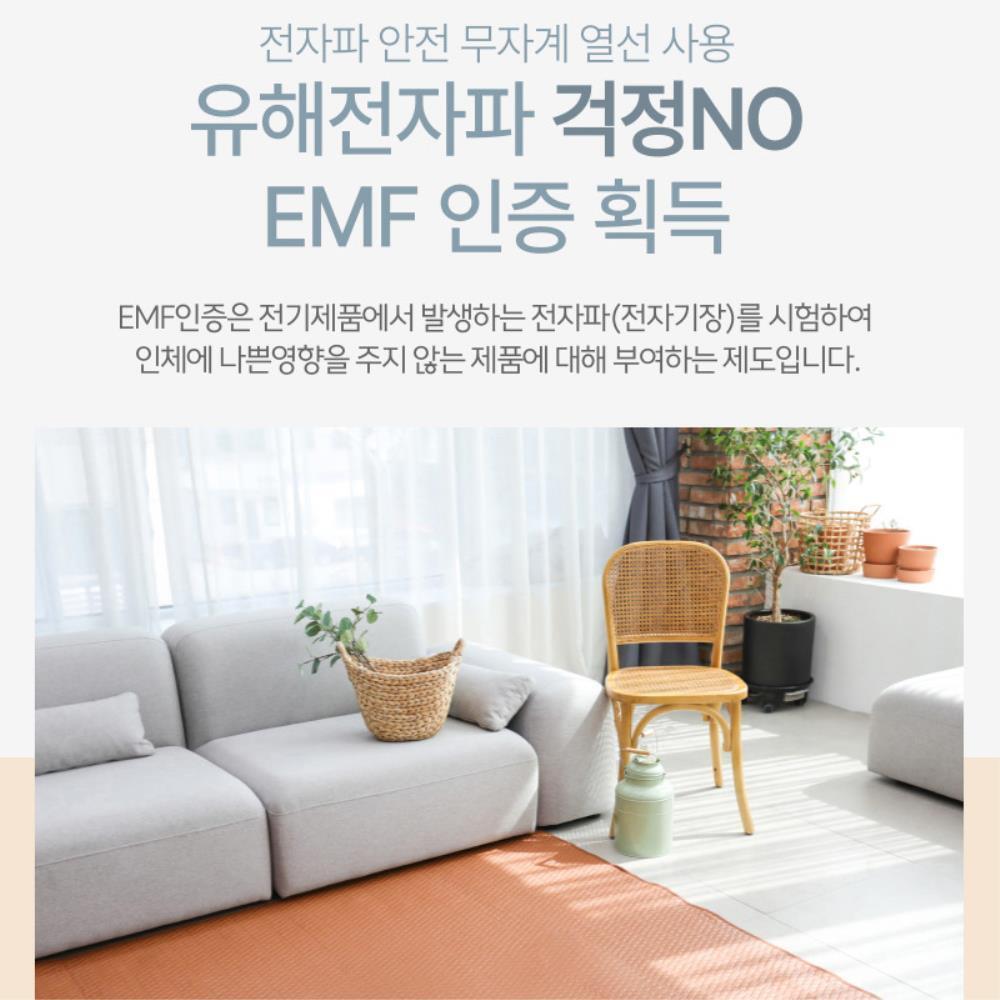 전자파 안전 무자계 열선 사용
유해전자파 걱정NO
EMF 인증 획득
EMF인증은 전기제품에서 발생하는 전자파(전자기장)를 시험하여
인체에 나쁜영향을 주지 않는 제품에 대해 부여하는 제도입니다.